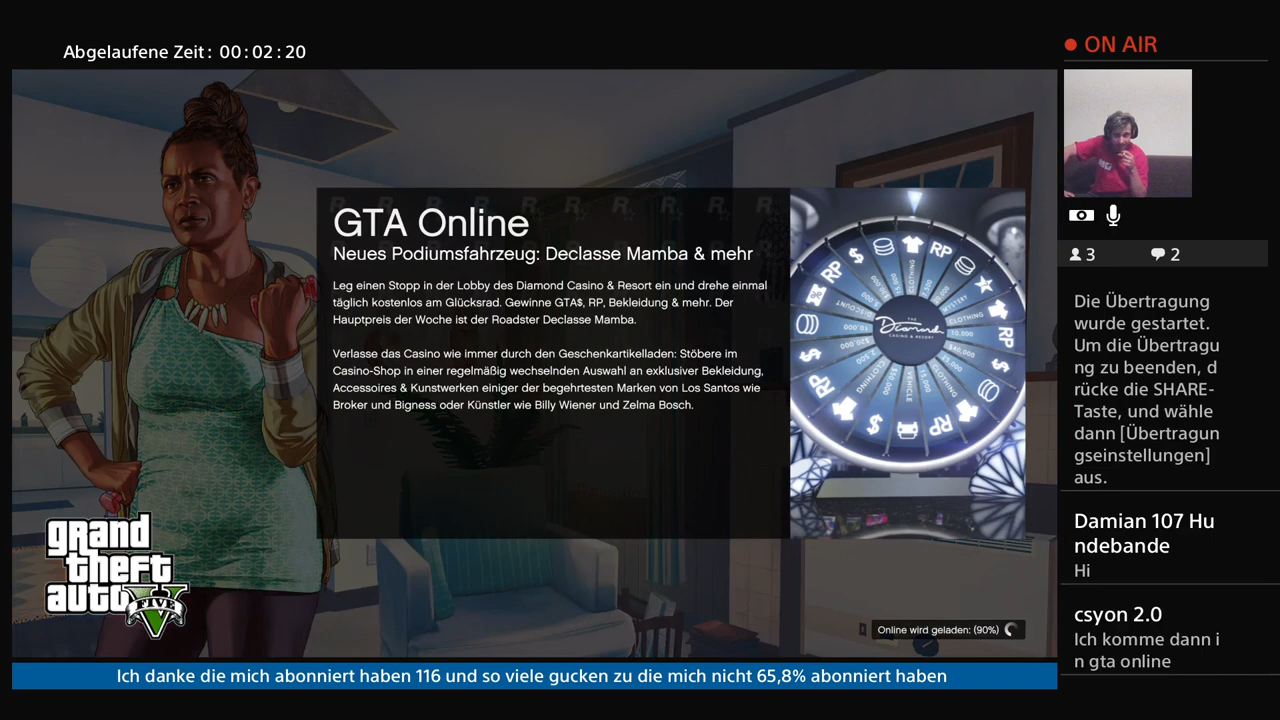 Abgelaufene Zeit: 00:02:20
ON AIR
GTA Online
Neues Podiumsfahrzeug: Declasse Mamba & mehr
Leg einen Stopp in der Lobby des Diamond Casino & Resort ein und drehe einmal
täglich kostenlos am Glücksrad. Gewinne GTA$, RP, Bekleidung & mehr. Der
Hauptpreis der Woche ist der Roadster Declasse Mamba.
Verlasse das Casino wie immer durch den Geschenkartikelladen: Stöbere im
Casino-Shop in einer regelmäßig wechselnden Auswahl an exklusiver Bekleidung,
Accessoires & Kunstwerken einiger der begehrtesten Marken von Los Santos wie
Broker und Bigness oder Künstler wie Billy Wiener und Zelma Bosch.
RP
RP
RP
RP
RP
CLOTHING
MYSTERY
CLOTHING
CLOTHING
VEHICLE
CLOTHING
DISCOUNT
THE
Diamond
CASINO & RESORT
grand
theft
auto
V
FIVE
Online wird geladen: (90%)
Ich danke die mich abonniert haben 116 und so viele gucken zu die mich nicht 65,8% abonniert haben
3
2
Die Übertragung
wurde gestartet.
Um die Übertragu
ng zu beenden, d
rücke die SHARE-
Taste, und wähle
dann [Übertragun
gseinstellungen]
aus.
Damian 107 Hu
ndebande
Hi
csyon 2.0
Ich komme dann i
n gta online